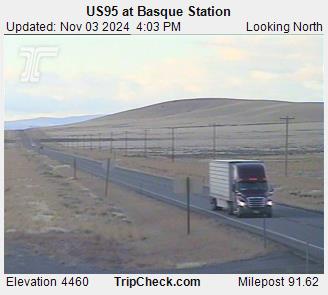 US95 at Basque Station
Updated: Nov 03 2024 4:03 PM Looking North
Elevation 4460 TripCheck.com Milepost 91.62